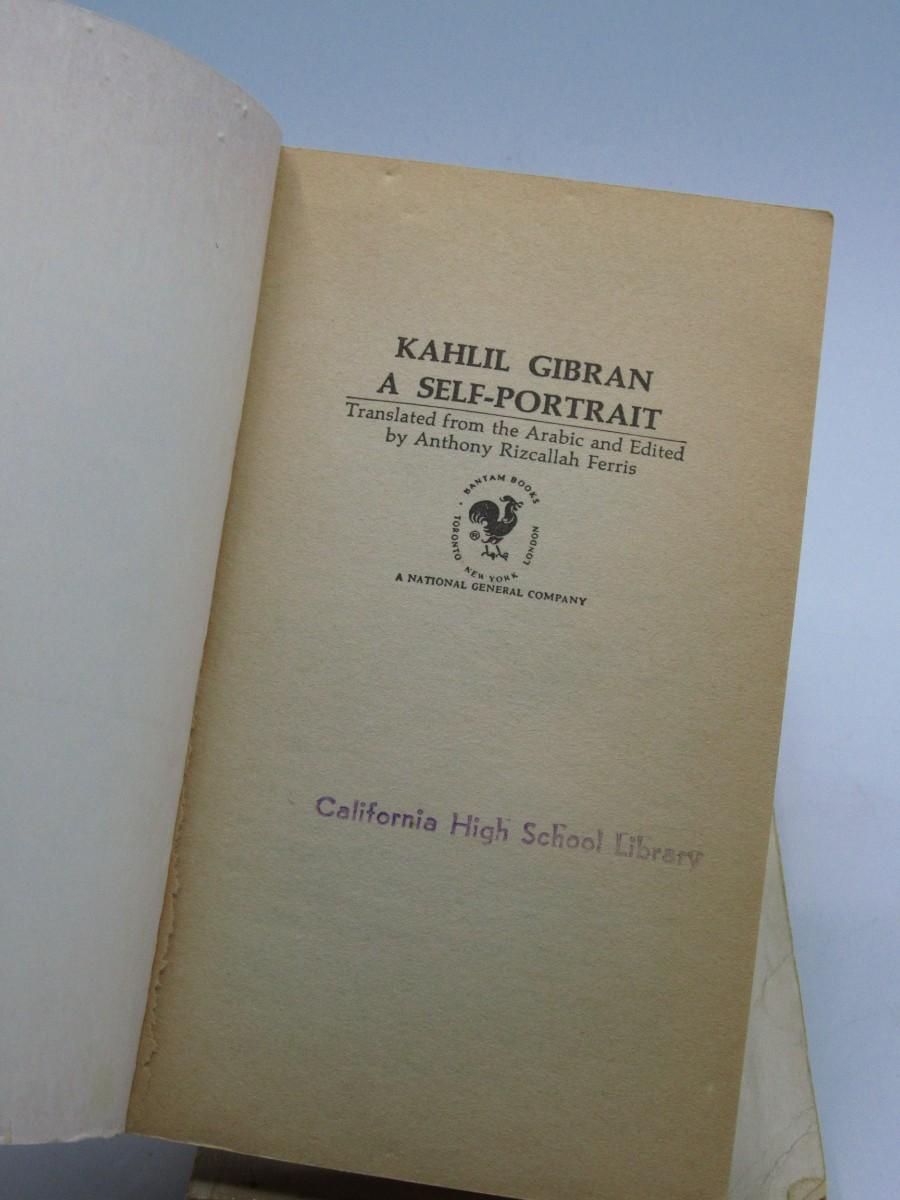 KAHLIL GIBRAN
A SELF-PORTRAIT
Translated from the Arabic and Edited
by Anthony Rizcallah Ferris
BANTAM BOOKS
TORONTO
®
LONDON
NEW YORK
A NATIONAL GENERAL COMPANY
California High School Library